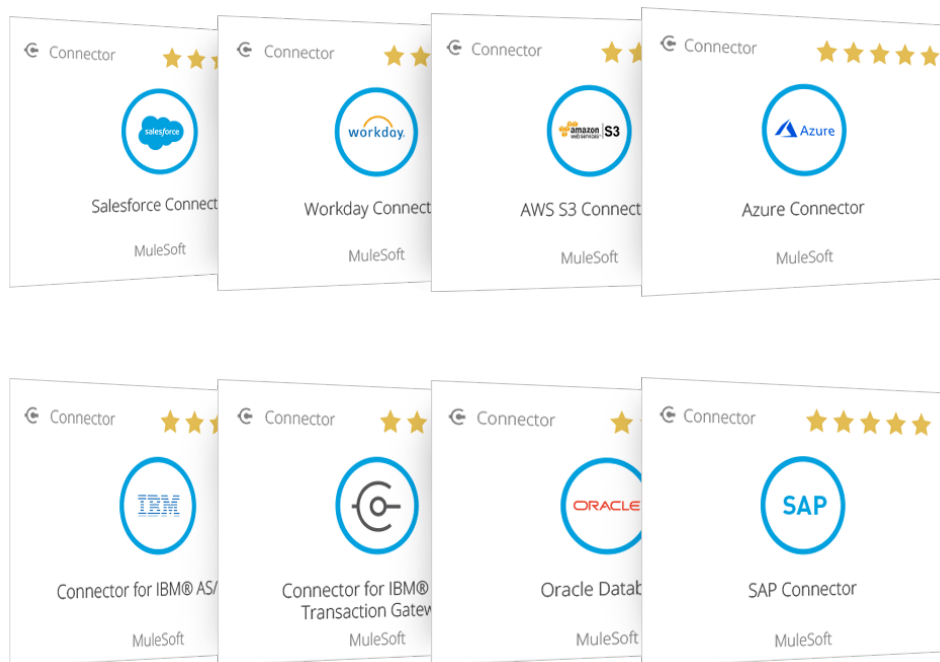 Connector
salesforce
Salesforce Connect
MuleSoft
Connector
workday.
Workday Connect
MuleSoft
Connector
amazon
web services
S3
AWS S3 Connect
MuleSoft
Connector
Azure
Azure Connector
MuleSoft
Connector
IBM
Connector for IBM® AS/
MuleSoft
Connector
Connector for IBM®
Transaction Gatew
MuleSoft
Connector
ORACLE
Oracle Datab
MuleSoft
Connector
SAP
SAP Connector
MuleSoft